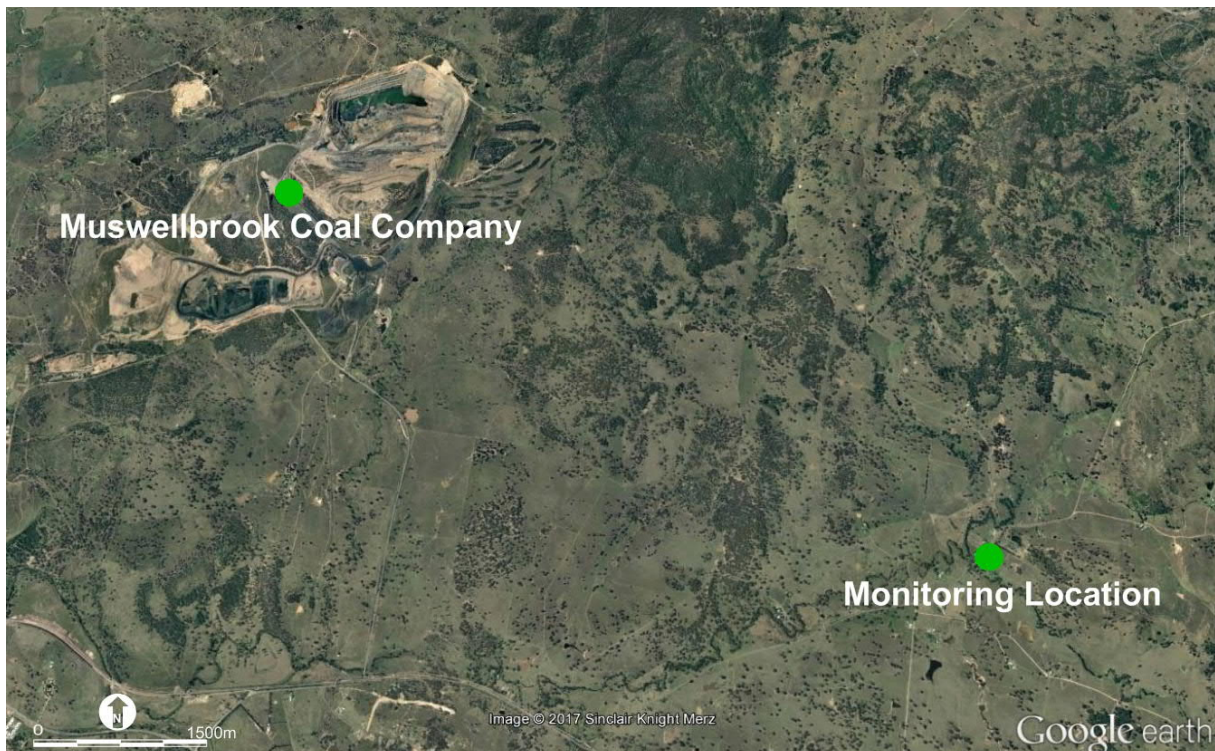 Muswellbrook Coal Company
Monitoring Location
N
0 1500m
Image © 2017 Sinclair Knight Merz
Google earth